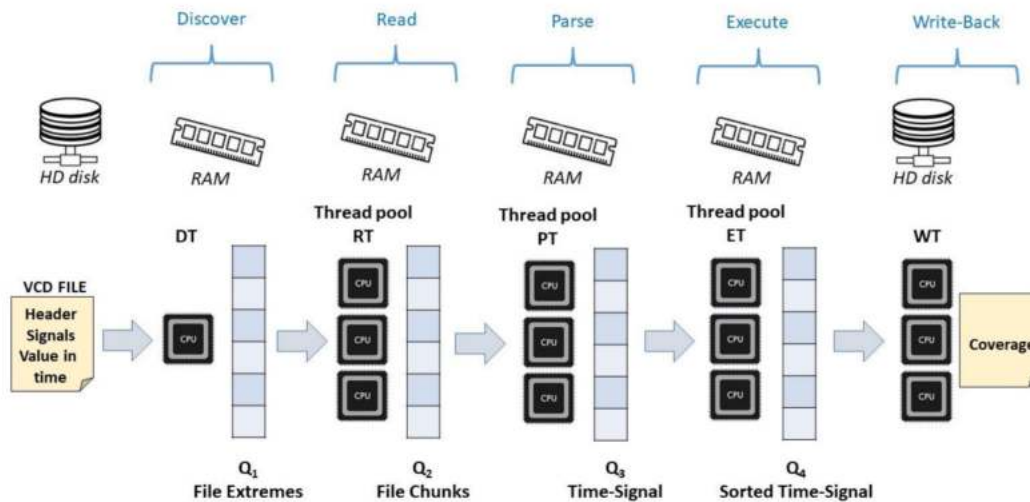 Discover
Read
Parse
Execute
Write-Back
HD disk
RAM
RAM
RAM
RAM
HD disk
Thread pool
Thread pool
Thread pool
DT
RT
PT
ET
WT
VCD FILE
Header
Signals
Value in
time
CPU
CPU
CPU
CPU
CPU
CPU
CPU
CPU
CPU
CPU
CPU
CPU
CPU
Coverage
Q1
File Extremes
Q2
File Chunks
Q3
Time-Signal
Q4
Sorted Time-Signal